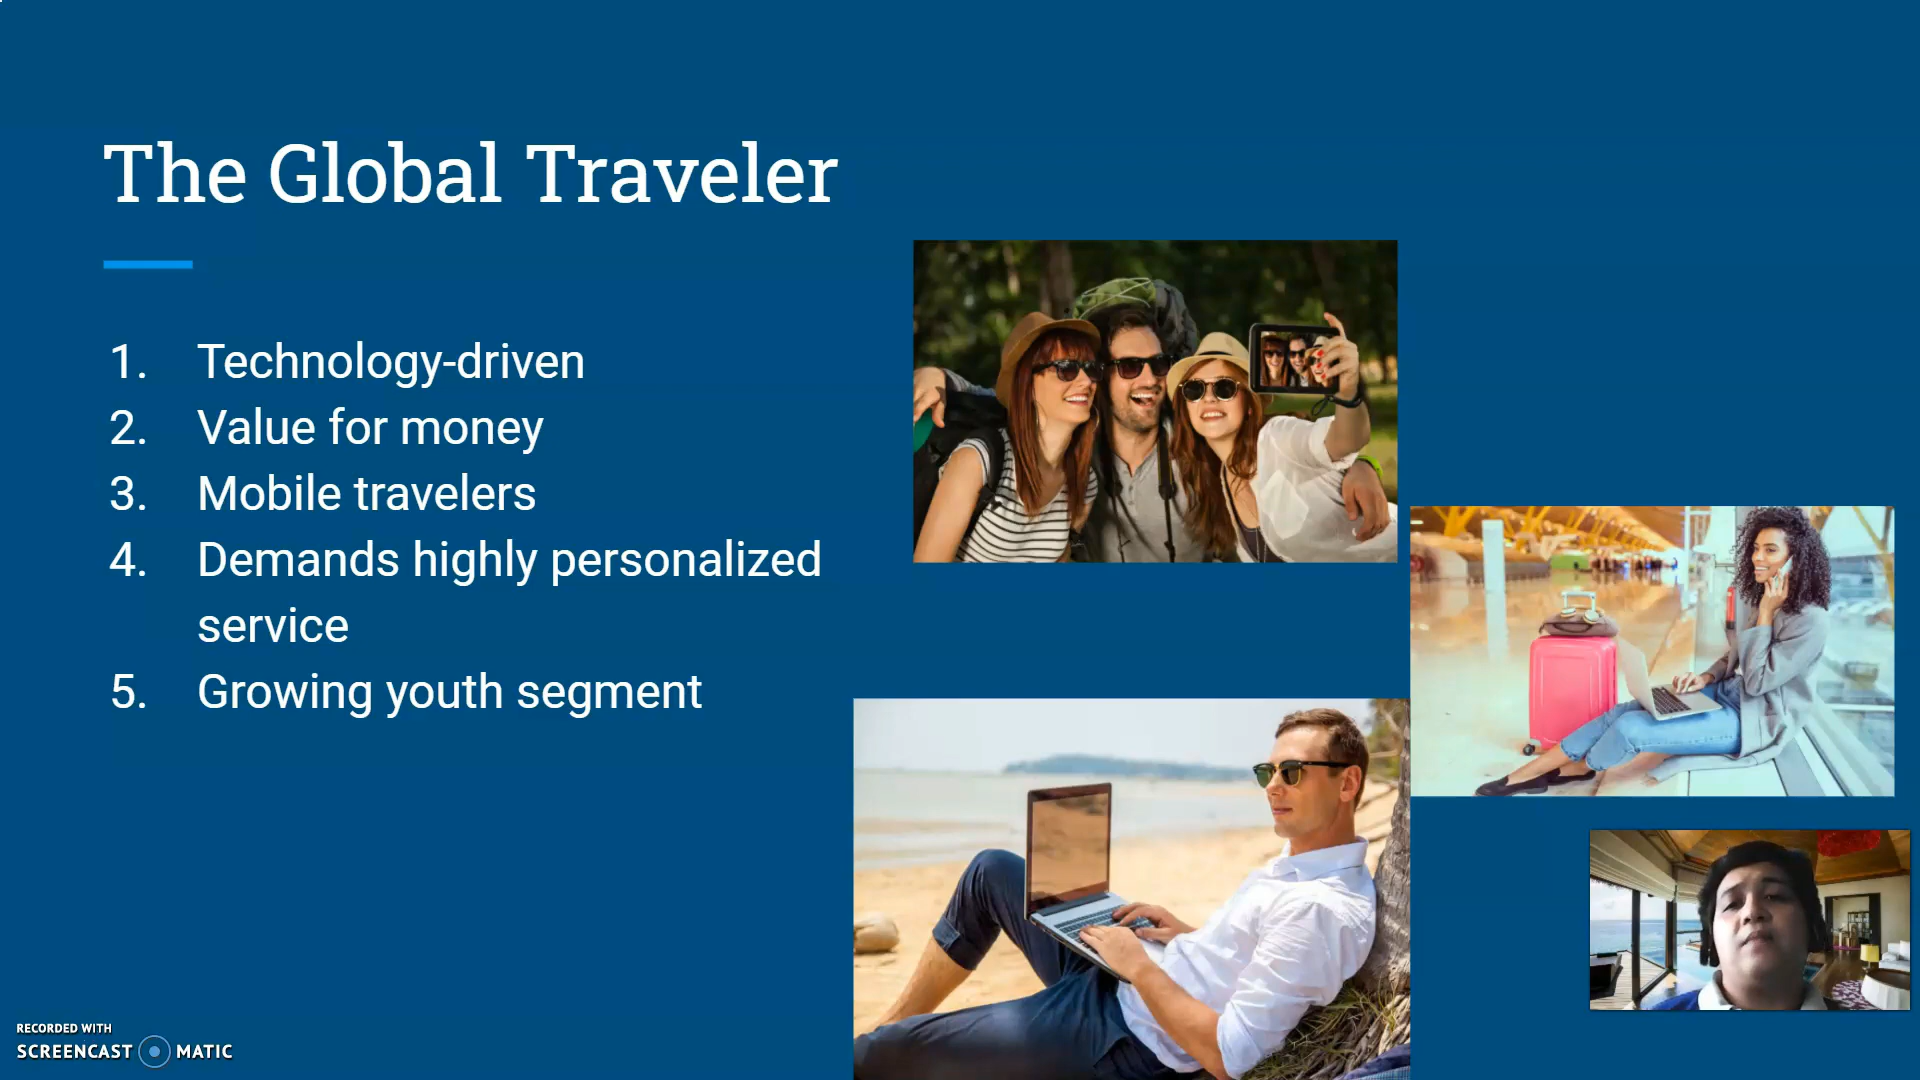 The Global Traveler
1. Technology-driven
2. Value for money
3. Mobile travelers
4. Demands highly personalized
service
5. Growing youth segment
RECORDED WITH
SCREENCAST MATIC